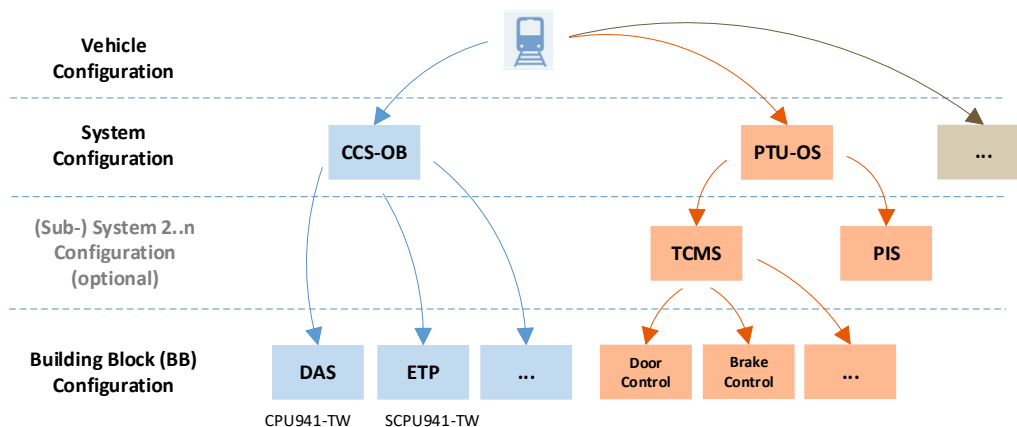 Vehicle
Configuration
System
Configuration
CCS-OB
PTU-OS
...
(Sub-) System 2..n
Configuration
(optional)
TCMS
PIS
Building Block (BB)
Configuration
DAS
ETP
...
Door
Control
Brake
Control
...
CPU941-TW
SCPU941-TW